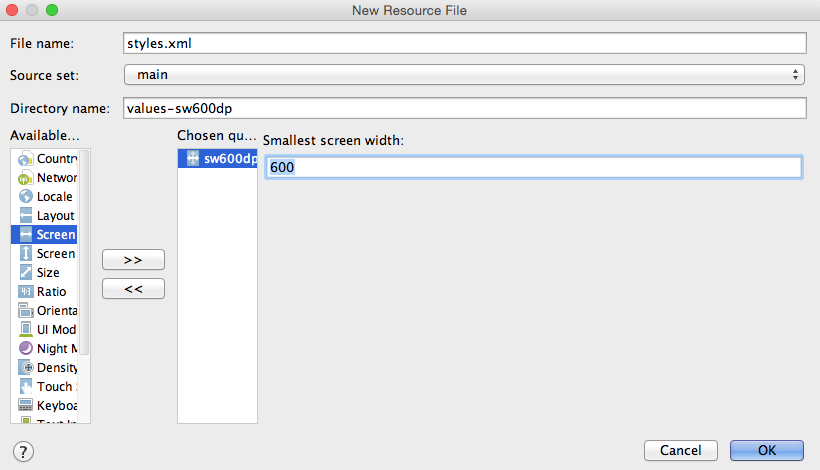 New Resource File
File name: styles.xml
Source set: main
Directory name: values-sw600dp
Available...
Chosen qu...
Smallest screen width:
Country
Networ
Locale
Layout
Screen
Screen
Size
Ratio
Orienta
UI Mod
Night M
Density
Touch
Keyboa
sw600dp
600
>>
<<
?
Cancel
OK